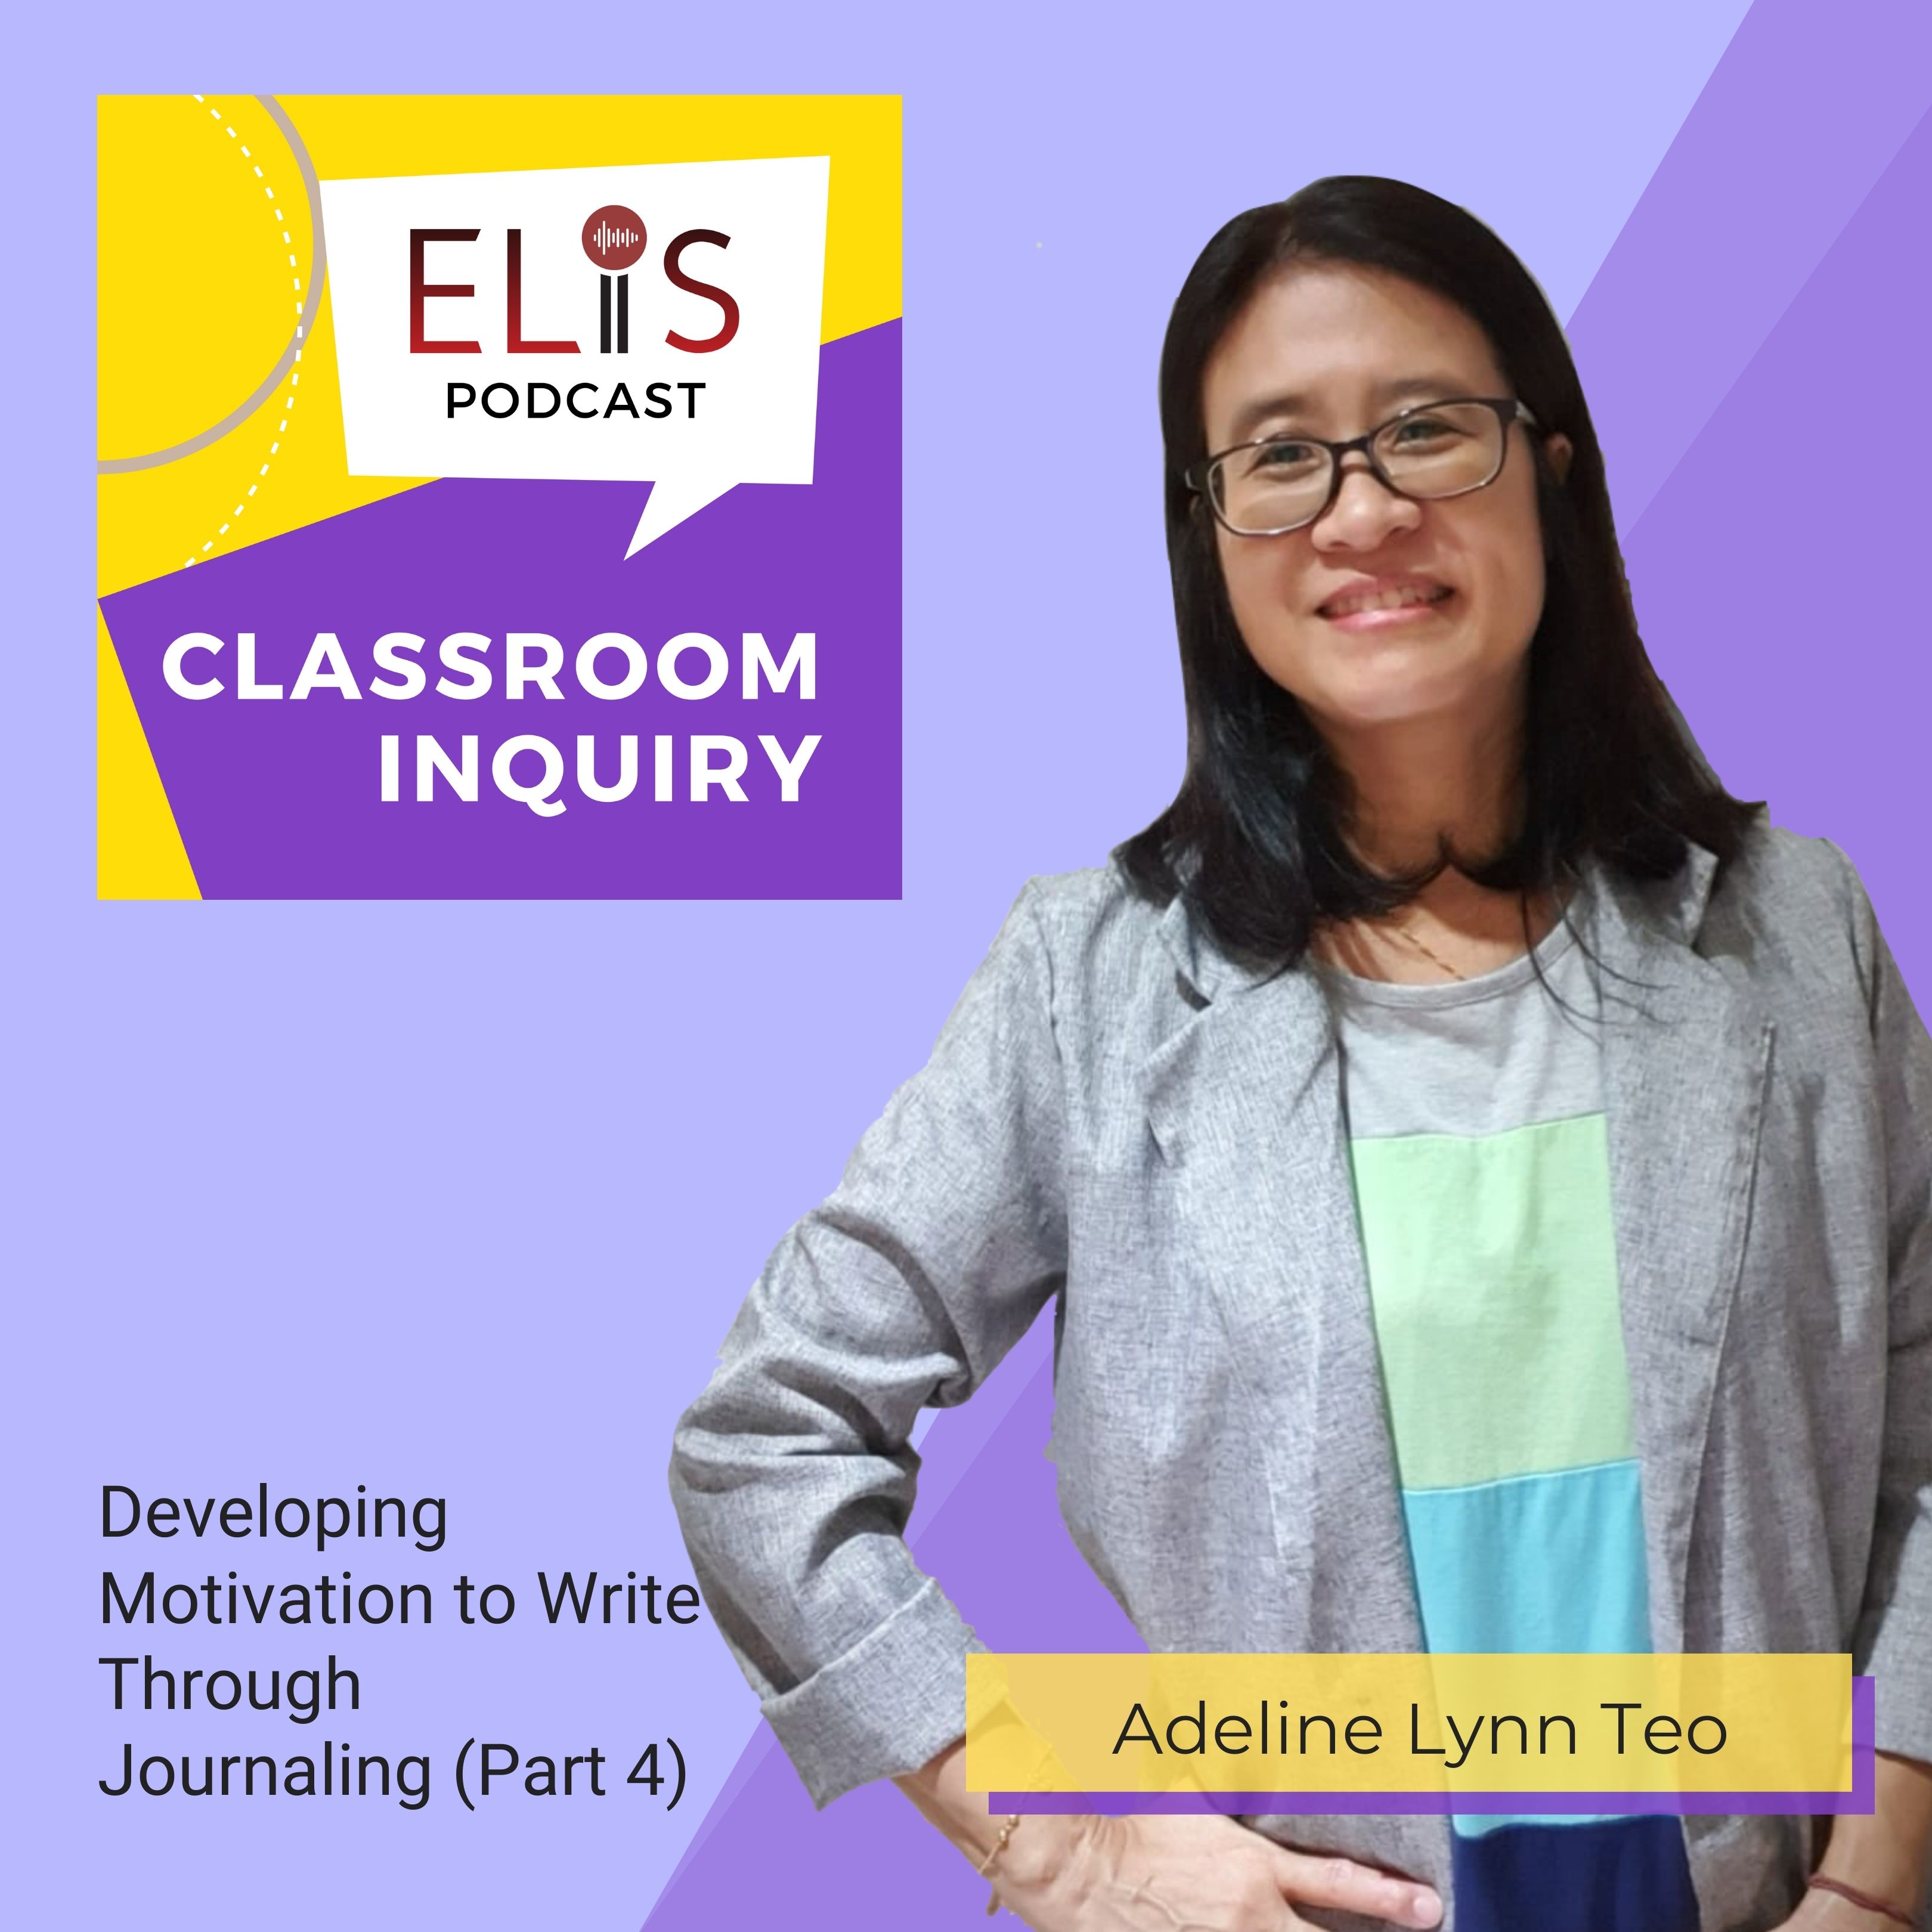 ELiS
PODCAST
CLASSROOM
INQUIRY
Developing
Motivation to Write
Through
Journaling (Part 4)
Adeline Lynn Teo